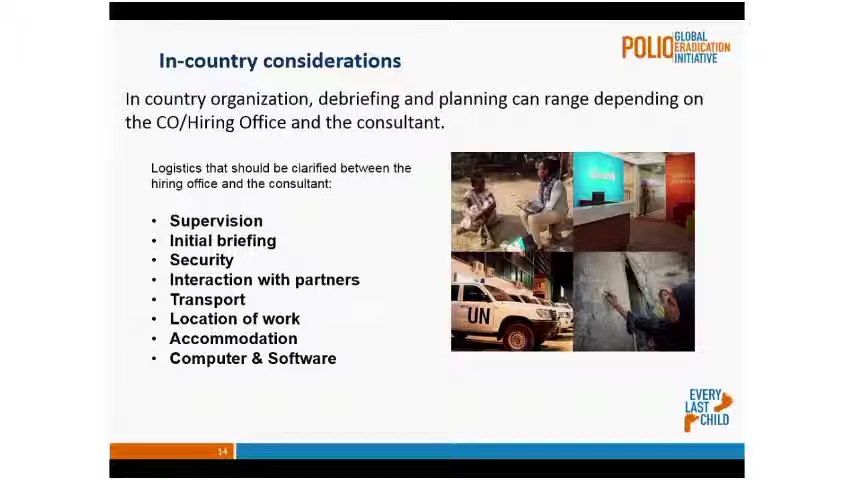 In-country considerations
POLIO GLOBAL
ERADICATION
INITIATIVE
In country organization, debriefing and planning can range depending on
the CO/Hiring Office and the consultant.
Logistics that should be clarified between the
hiring office and the consultant:
• Supervision
• Initial briefing
• Security
• Interaction with partners
• Transport
• Location of work
• Accommodation
• Computer & Software
UN
EVERY
LAST
CHILD
14